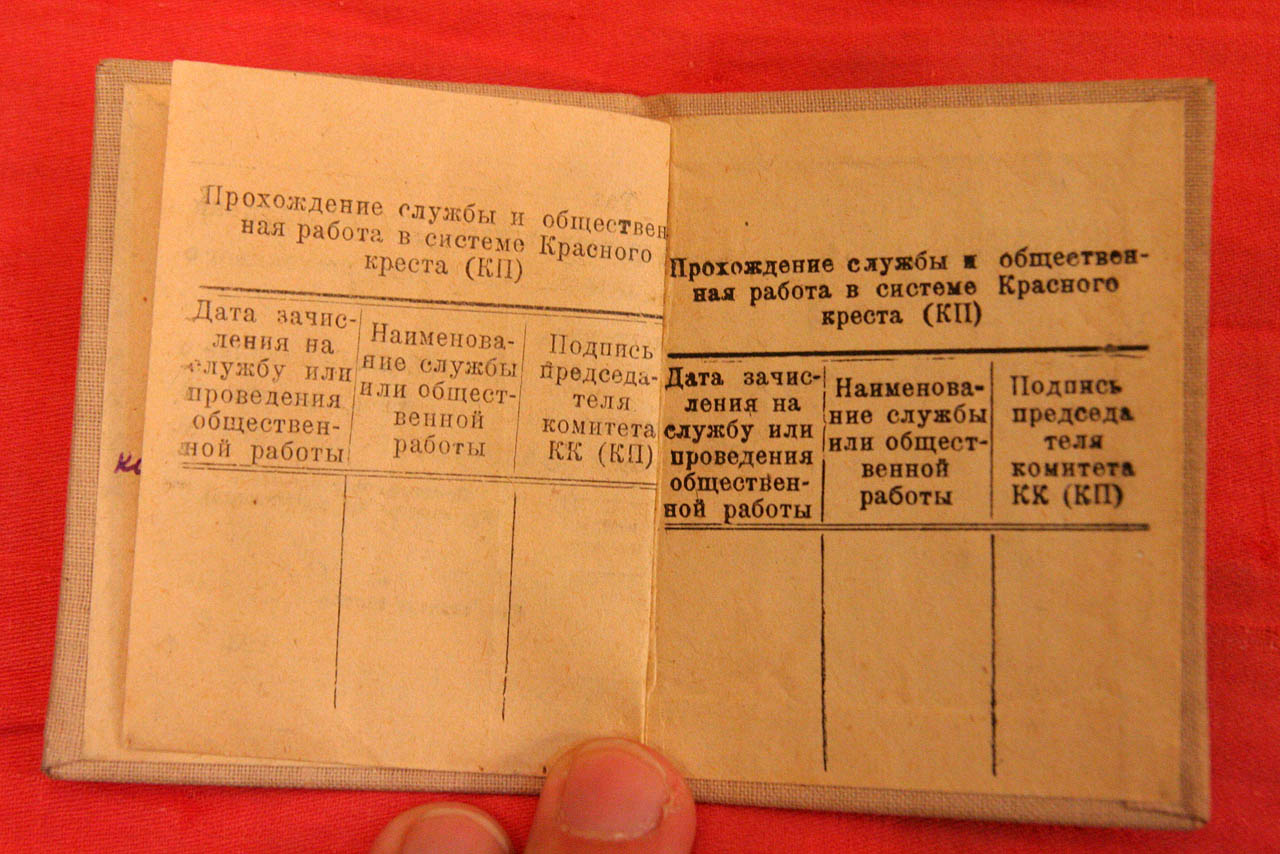 Прохождение службы и обществен
ная работа в системе Красного
креста (КП)
Дата зачис-
ления на
службу или
проведения
обществен-
ной работы
Наименова-
ние службы
или общест-
венной
работы
Подпись
председа-
теля
комитета
КК (КП)
Прохождение службы и обществен-
ная работа в системе Красного
креста (КП)
Дата зачис-
ления на
службу или
проведения
обществен-
ной работы
Наименова-
ние службы
или общест-
венной
работы
Подпись
председа
теля
комитета
КК (КП)